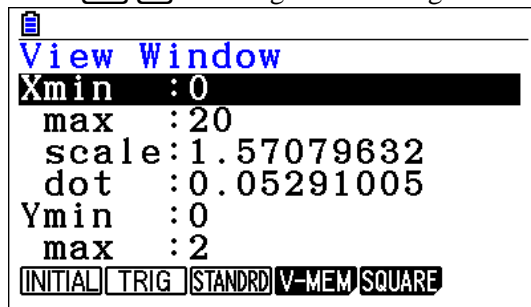 View Window
Xmin :0
max :20
scale:1.57079632
dot :0.05291005
Ymin :0
max :2
INITIAL TRIG STANDRD V-MEM SQUARE